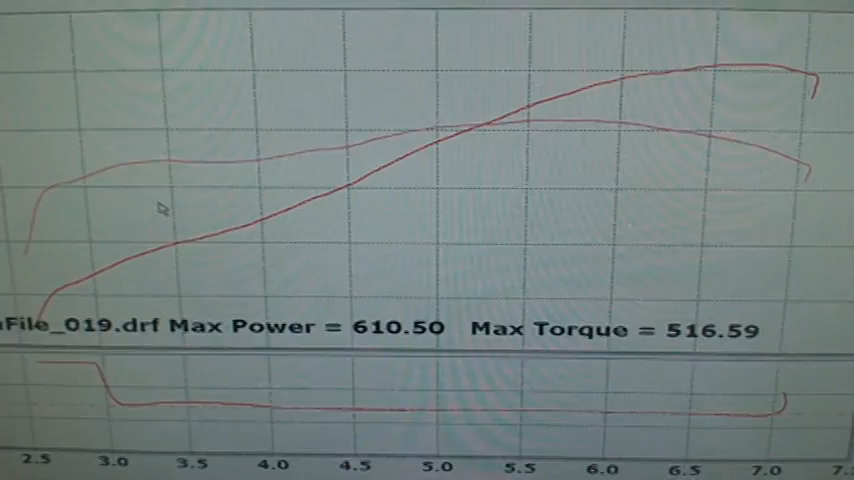 File_019.drf Max Power = 610.50 Max Torque = 516.59
2.5 3.0 3.5 4.0 4.5 5.0 5.5 6.0 6.5 7.0